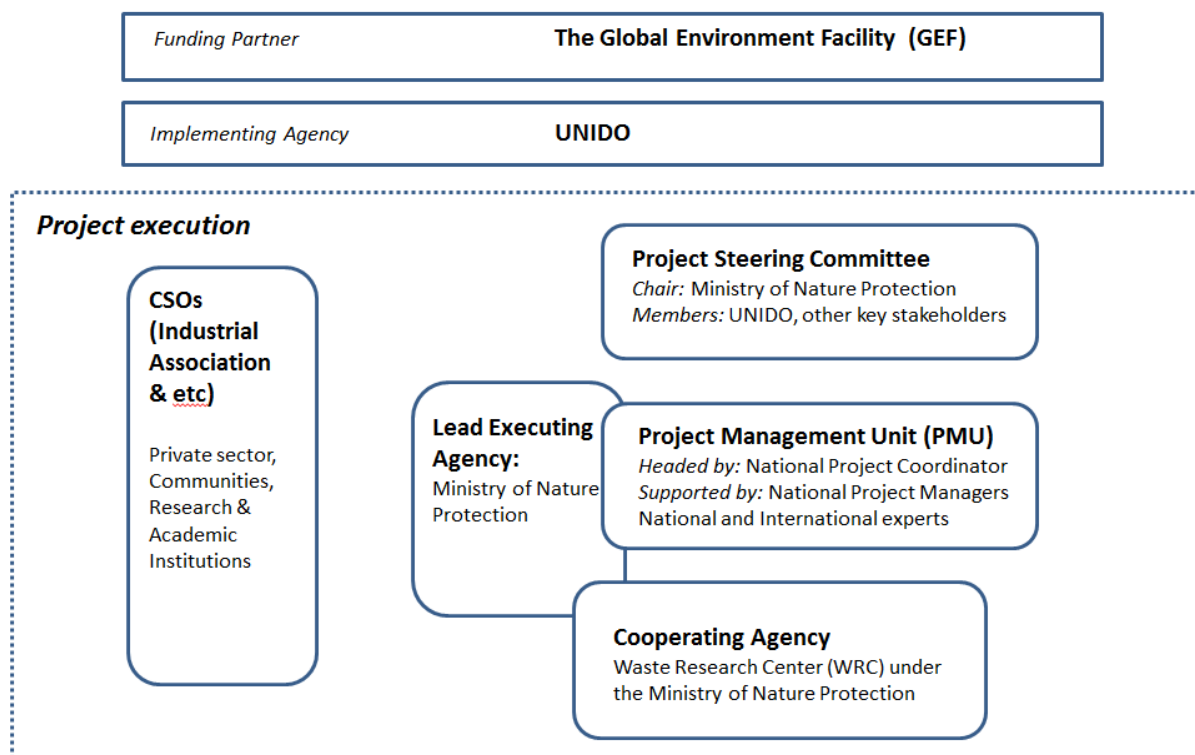 Funding Partner The Global Environment Facility (GEF)
Implementing Agency UNIDO
Project execution
CSOs
(Industrial
Association
& etc)
Private sector,
Communities,
Research &
Academic
Institutions
Project Steering Committee
Chair: Ministry of Nature Protection
Members: UNIDO, other key stakeholders
Lead Executing
Agency:
Ministry of Nature
Protection
Project Management Unit (PMU)
Headed by: National Project Coordinator
Supported by: National Project Managers
National and International experts
Cooperating Agency
Waste Research Center (WRC) under
the Ministry of Nature Protection